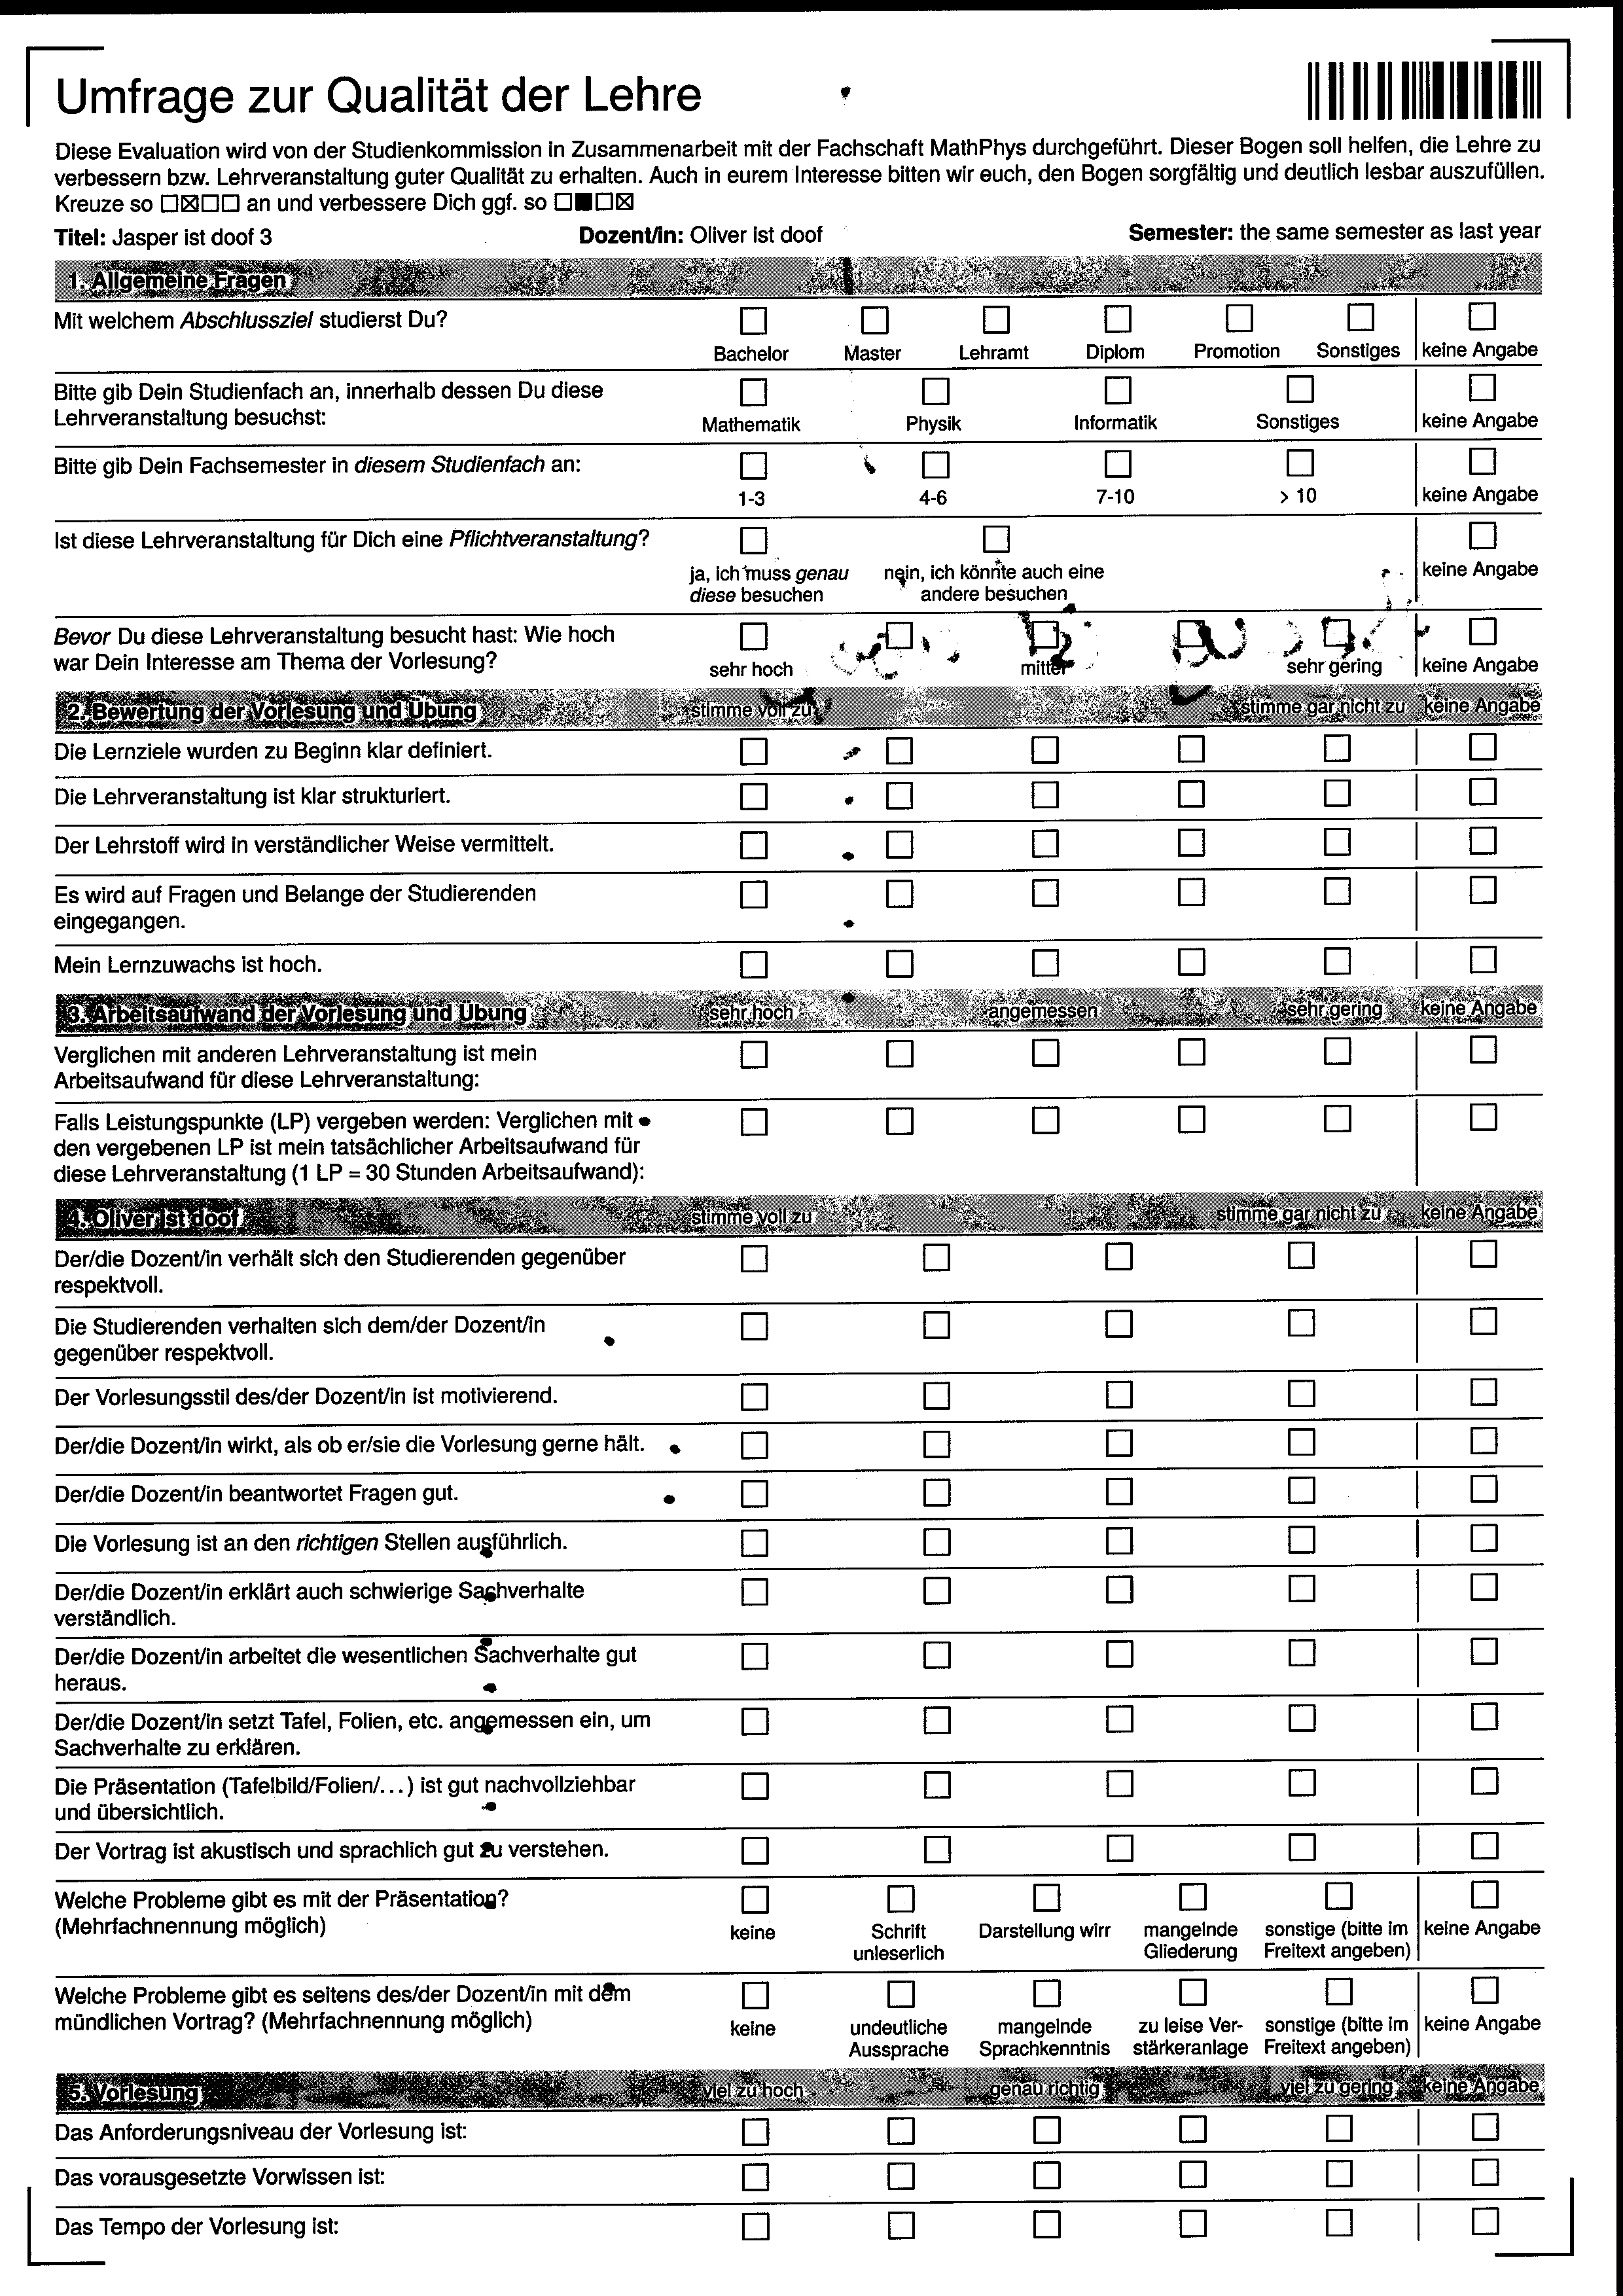 Umfrage zur Qualität der Lehre
Diese Evaluation wird von der Studienkommission in Zusammenarbeit mit der Fachschaft MathPhys durchgeführt. Dieser Bogen soll helfen, die Lehre zu
verbessern bzw. Lehrveranstaltung guter Qualität zu erhalten. Auch in eurem Interesse bitten wir euch, den Bogen sorgfältig und deutlich lesbar auszufüllen.
Kreuze so ☐☒☐☐ an und verbessere Dich ggf. so ☐■☐☒
Titel: Jasper ist doof 3 Dozent/in: Oliver ist doof Semester: the same semester as last year
1. Allgemeine Fragen
Mit welchem Abschlussziel studierst Du?
Bachelor Master Lehramt Diplom Promotion Sonstiges keine Angabe
Bitte gib Dein Studienfach an, innerhalb dessen Du diese
Lehrveranstaltung besuchst:
Mathematik Physik Informatik Sonstiges keine Angabe
Bitte gib Dein Fachsemester in diesem Studienfach an:
1-3 4-6 7-10 > 10 keine Angabe
Ist diese Lehrveranstaltung für Dich eine Pflichtveranstaltung?
ja, ich muss genau nein, ich könnte auch eine keine Angabe
diese besuchen andere besuchen
Bevor Du diese Lehrveranstaltung besucht hast: Wie hoch
war Dein Interesse am Thema der Vorlesung?
sehr hoch mittel sehr gering keine Angabe
2. Bewertung der Vorlesung und Übung stimme voll zu stimme gar nicht zu keine Angabe
Die Lernziele wurden zu Beginn klar definiert.
Die Lehrveranstaltung ist klar strukturiert.
Der Lehrstoff wird in verständlicher Weise vermittelt.
Es wird auf Fragen und Belange der Studierenden
eingegangen.
Mein Lernzuwachs ist hoch.
3. Arbeitsaufwand der Vorlesung und Übung sehr hoch angemessen sehr gering keine Angabe
Verglichen mit anderen Lehrveranstaltung ist mein
Arbeitsaufwand für diese Lehrveranstaltung:
Falls Leistungspunkte (LP) vergeben werden: Verglichen mit
den vergebenen LP ist mein tatsächlicher Arbeitsaufwand für
diese Lehrveranstaltung (1 LP = 30 Stunden Arbeitsaufwand):
4. Oliver ist doof stimme voll zu stimme gar nicht zu keine Angabe
Der/die Dozent/in verhält sich den Studierenden gegenüber
respektvoll.
Die Studierenden verhalten sich dem/der Dozent/in
gegenüber respektvoll.
Der Vorlesungsstil des/der Dozent/in ist motivierend.
Der/die Dozent/in wirkt, als ob er/sie die Vorlesung gerne hält.
Der/die Dozent/in beantwortet Fragen gut.
Die Vorlesung ist an den richtigen Stellen ausführlich.
Der/die Dozent/in erklärt auch schwierige Sachverhalte
verständlich.
Der/die Dozent/in arbeitet die wesentlichen Sachverhalte gut
heraus.
Der/die Dozent/in setzt Tafel, Folien, etc. angemessen ein, um
Sachverhalte zu erklären.
Die Präsentation (Tafelbild/Folien/...) ist gut nachvollziehbar
und übersichtlich.
Der Vortrag ist akustisch und sprachlich gut zu verstehen.
Welche Probleme gibt es mit der Präsentation?
(Mehrfachnennung möglich)
keine Schrift Darstellung wirr mangelnde sonstige (bitte im keine Angabe
unleserlich Gliederung Freitext angeben)
Welche Probleme gibt es seitens des/der Dozent/in mit dem
mündlichen Vortrag? (Mehrfachnennung möglich)
keine undeutliche mangelnde zu leise Ver- sonstige (bitte im keine Angabe
Aussprache Sprachkenntnis stärkeranlage Freitext angeben)
5. Vorlesung viel zu hoch genau richtig viel zu gering keine Angabe
Das Anforderungsniveau der Vorlesung ist:
Das vorausgesetzte Vorwissen ist:
Das Tempo der Vorlesung ist: